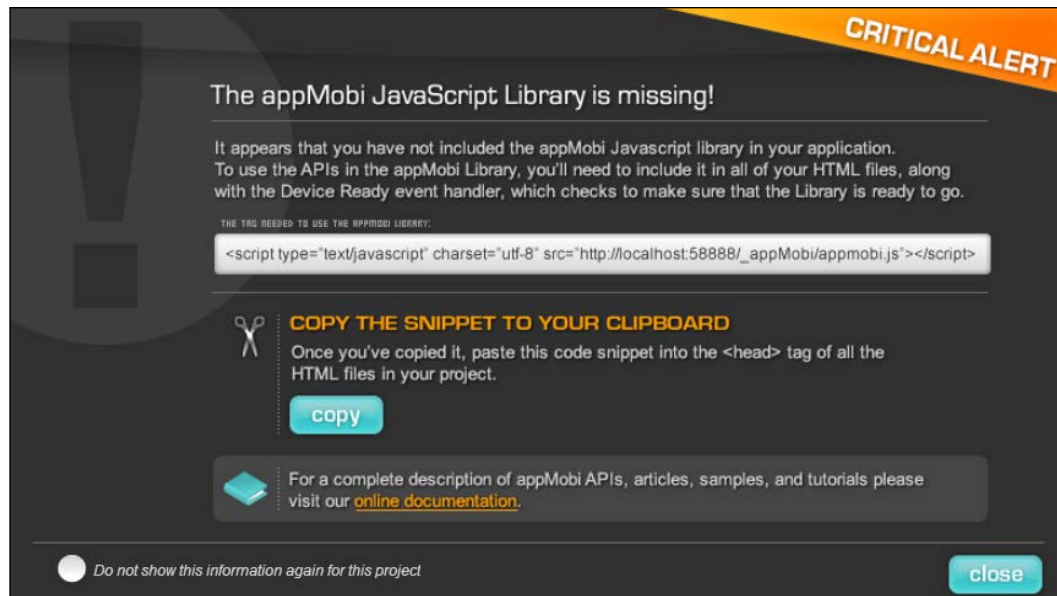 CRITICAL ALERT
The appMobi JavaScript Library is missing!
It appears that you have not included the appMobi Javascript library in your application.
To use the APIs in the appMobi Library, you'll need to include it in all of your HTML files, along
with the Device Ready event handler, which checks to make sure that the Library is ready to go.
THE TAG NEEDED TO USE THE APPMOBI LIBRARY:
<script type="text/javascript" charset="utf-8" src="http://localhost:58888/_appMobi/appmobi.js"></script>
COPY THE SNIPPET TO YOUR CLIPBOARD
Once you've copied it, paste this code snippet into the <head> tag of all the
HTML files in your project.
copy
For a complete description of appMobi APIs, articles, samples, and tutorials please
visit our online documentation.
Do not show this information again for this project
close